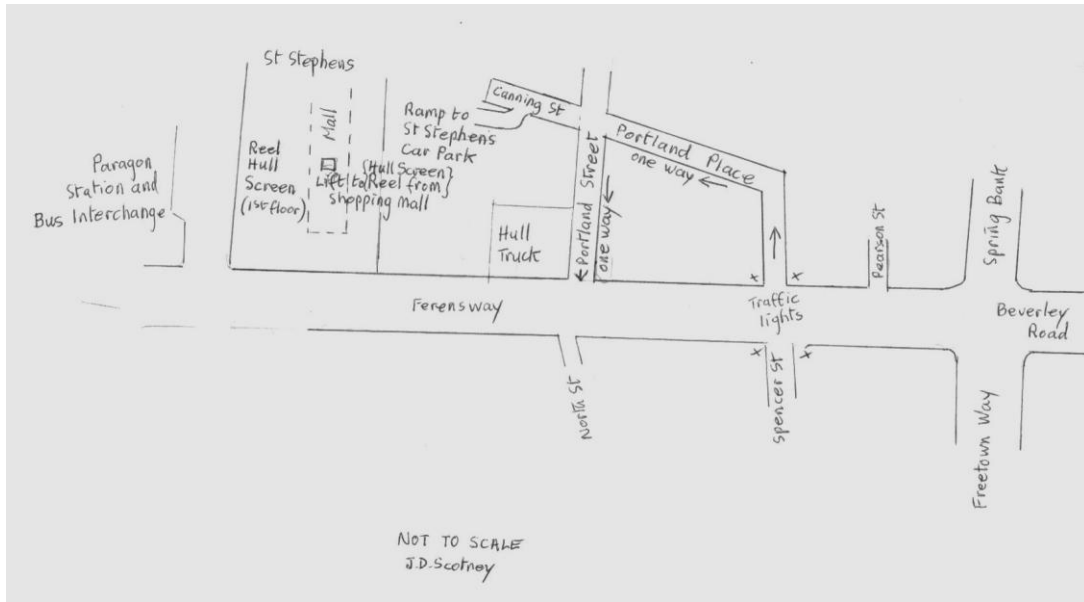 St Stephens
Mall
Reel
Hull
Screen
(1st floor)
{Hull Screen}
Lift to {Reel from}
shopping mall
Paragon
Station and
Bus Interchange
Ramp to
St Stephens
Car Park
Canning St
Portland Place
one way
Portland Street
one way
Hull
Truck
Pearson St
Spring Bank
Ferensway
Traffic
lights
Beverley
Road
North St
Spencer St
Freetown Way
NOT TO SCALE
J.D.Scotney